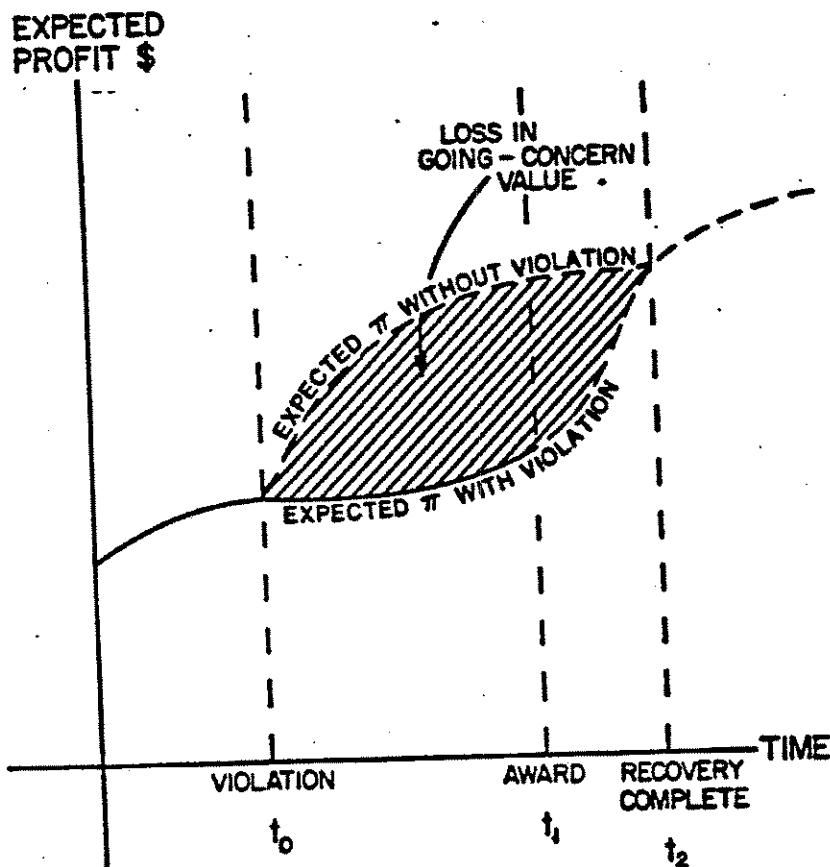 EXPECTED
PROFIT $
LOSS IN
GOING - CONCERN
VALUE
EXPECTED π WITHOUT VIOLATION
EXPECTED π WITH VIOLATION
TIME
VIOLATION
AWARD
RECOVERY
COMPLETE
t₀
t₁
t₂